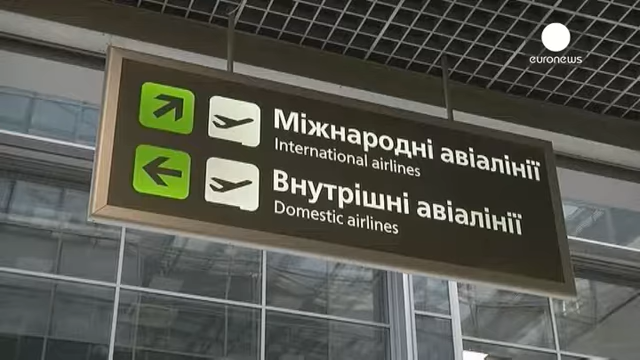 euronews
Міжнародні авіалінії
International airlines
Внутрішні авіалінії
Domestic airlines